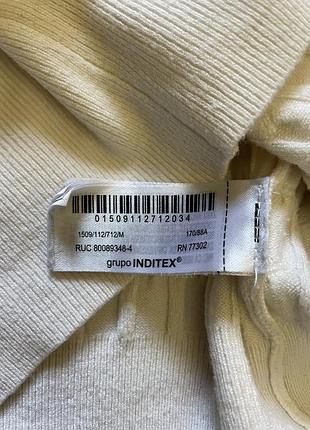 01509112712034
1509/112/712/M 170/88A
RUC 80089348-4 RN 77302
grupo INDITEX®